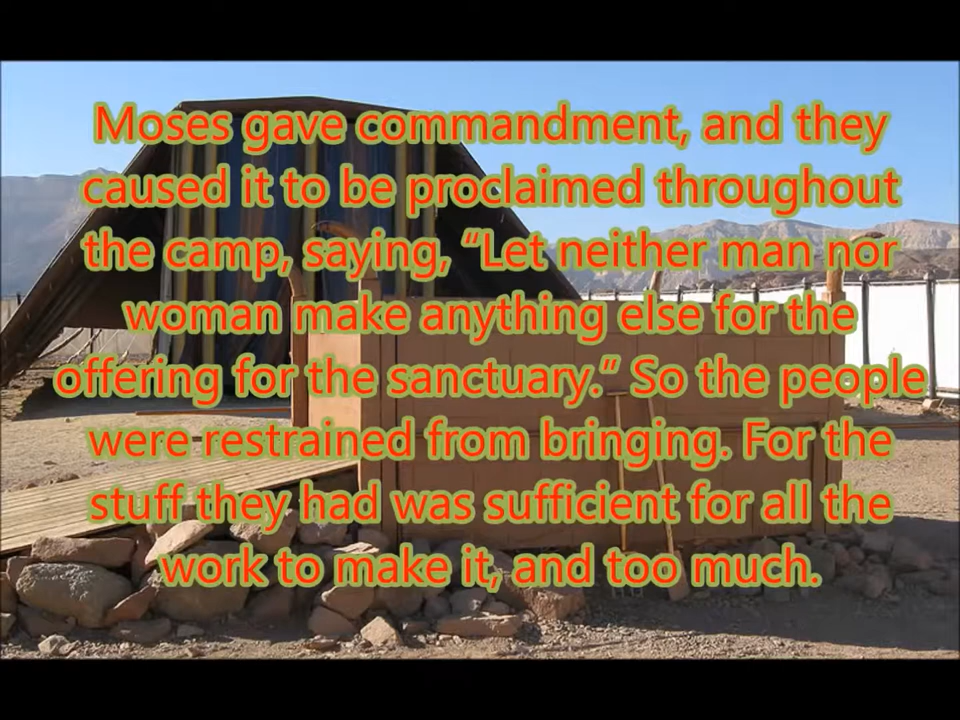 Moses gave commandment, and they
caused it to be proclaimed throughout
the camp, saying, “Let neither man nor
woman make anything else for the
offering for the sanctuary.” So the people
were restrained from bringing. For the
stuff they had was sufficient for all the
work to make it, and too much.